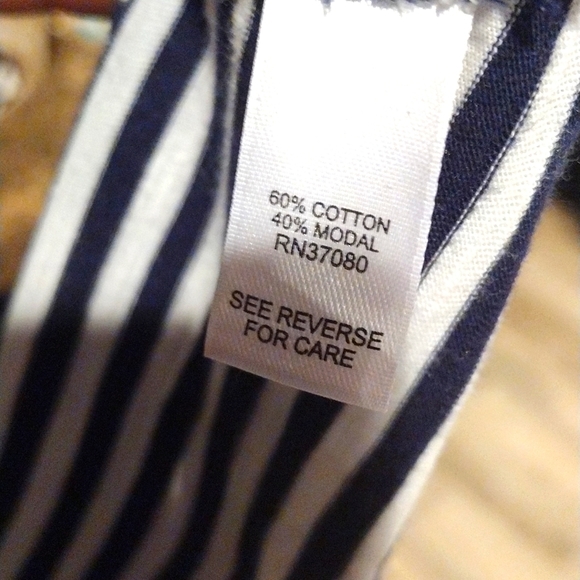 60% COTTON
40% MODAL
RN37080
SEE REVERSE
FOR CARE